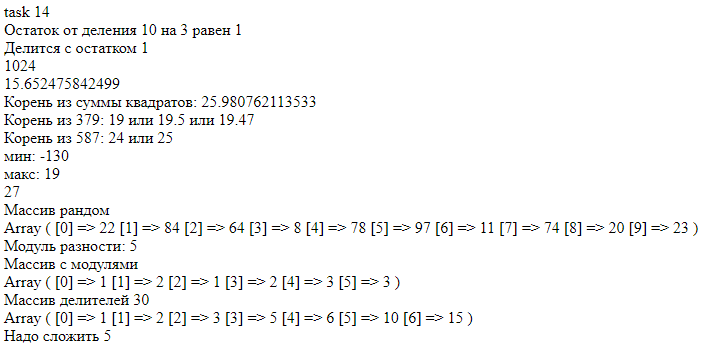 task 14
Остаток от деления 10 на 3 равен 1
Делится с остатком 1
1024
15.652475842499
Корень из суммы квадратов: 25.980762113533
Корень из 379: 19 или 19.5 или 19.47
Корень из 587: 24 или 25
мин: -130
макс: 19
27
Массив рандом
Array ( [0] => 22 [1] => 84 [2] => 64 [3] => 8 [4] => 78 [5] => 97 [6] => 11 [7] => 74 [8] => 20 [9] => 23 )
Модуль разности: 5
Массив с модулями
Array ( [0] => 1 [1] => 2 [2] => 1 [3] => 2 [4] => 3 [5] => 3 )
Массив делителей 30
Array ( [0] => 1 [1] => 2 [2] => 3 [3] => 5 [4] => 6 [5] => 10 [6] => 15 )
Надо сложить 5